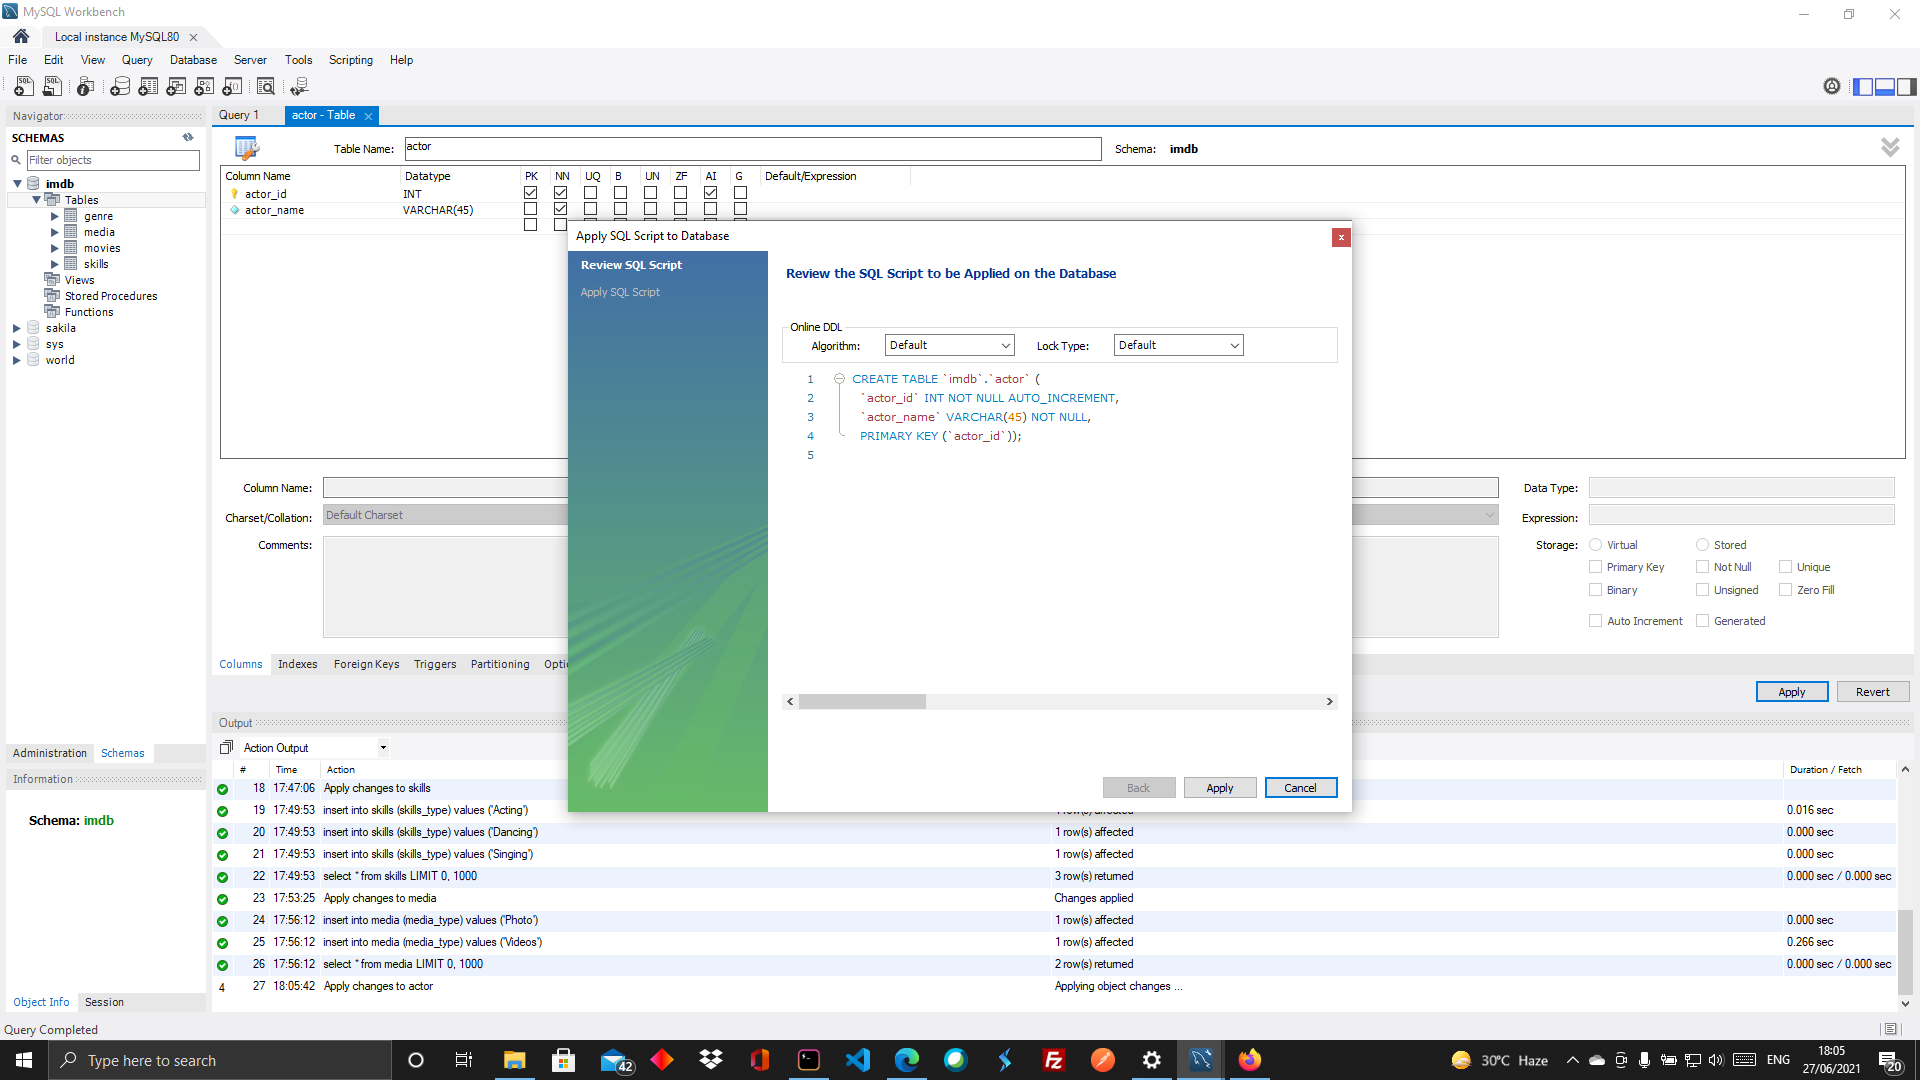 MySQL Workbench
Local instance MySQL80
File Edit View Query Database Server Tools Scripting Help
Navigator
SCHEMAS
Filter objects
imdb
Tables
genre
media
movies
skills
Views
Stored Procedures
Functions
sakila
sys
world
Administration Schemas
Information
Schema: imdb
Object Info Session
Query 1
actor - Table
Table Name: actor Schema: imdb
Column Name Datatype PK NN UQ B UN ZF AI G Default/Expression
actor_id INT
actor_name VARCHAR(45)
Apply SQL Script to Database
Review SQL Script
Apply SQL Script
Review the SQL Script to be Applied on the Database
Online DDL
Algorithm: Default Lock Type: Default
1 CREATE TABLE `imdb`.`actor` (
2 `actor_id` INT NOT NULL AUTO_INCREMENT,
3 `actor_name` VARCHAR(45) NOT NULL,
4 PRIMARY KEY (`actor_id`));
5
Back Apply Cancel
Column Name: Data Type:
Charset/Collation: Default Charset Expression:
Comments: Storage: Virtual Stored
Primary Key Not Null Unique
Binary Unsigned Zero Fill
Auto Increment Generated
Columns Indexes Foreign Keys Triggers Partitioning
Apply Revert
Output
Action Output
# Time Action Duration / Fetch
18 17:47:06 Apply changes to skills
19 17:49:53 insert into skills (skills_type) values ('Acting') 1 row(s) affected 0.016 sec
20 17:49:53 insert into skills (skills_type) values ('Dancing') 1 row(s) affected 0.000 sec
21 17:49:53 insert into skills (skills_type) values ('Singing') 1 row(s) affected 0.000 sec
22 17:49:53 select * from skills LIMIT 0, 1000 3 row(s) returned 0.000 sec / 0.000 sec
23 17:53:25 Apply changes to media Changes applied
24 17:56:12 insert into media (media_type) values ('Photo') 1 row(s) affected 0.000 sec
25 17:56:12 insert into media (media_type) values ('Videos') 1 row(s) affected 0.266 sec
26 17:56:12 select * from media LIMIT 0, 1000 2 row(s) returned 0.000 sec / 0.000 sec
4 27 18:05:42 Apply changes to actor Applying object changes ...
Query Completed
Type here to search
42
30°C Haze
ENG
18:05
27/06/2021
20